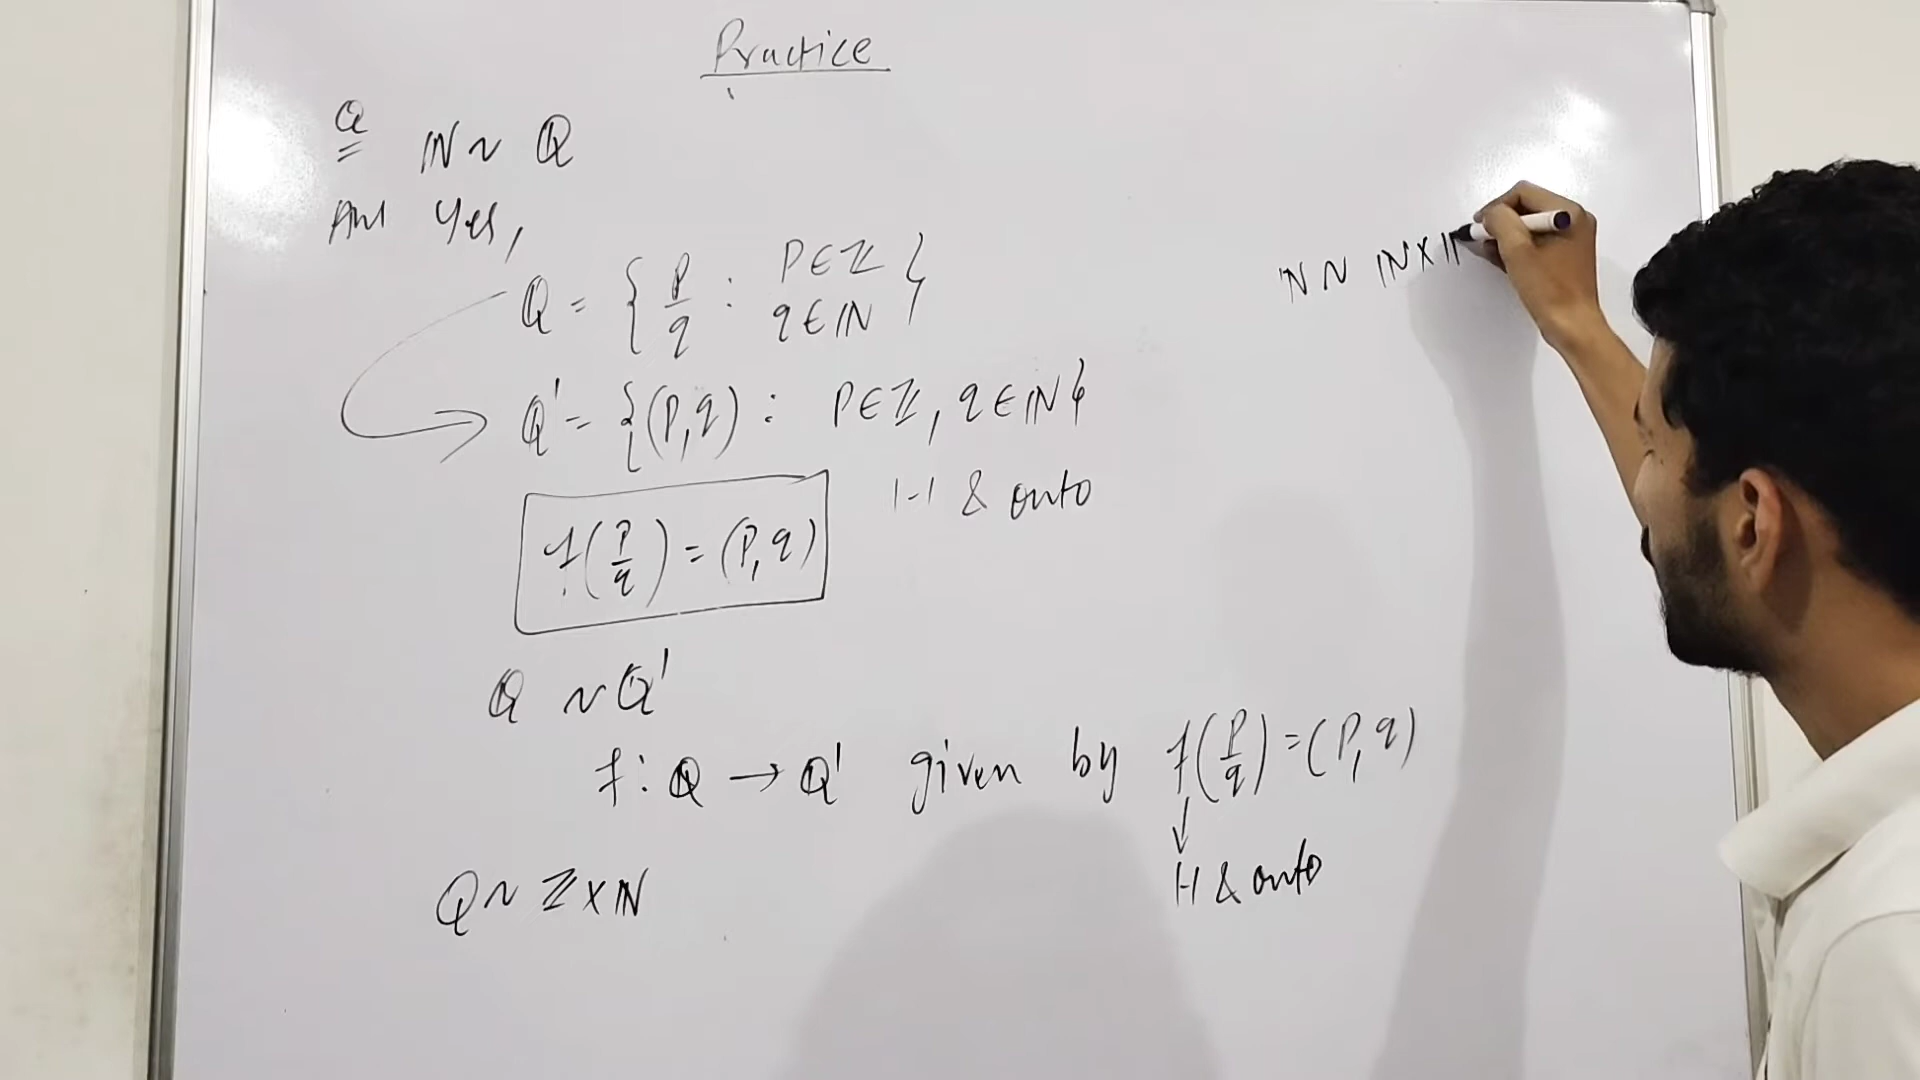 Practice
Q ℕ ~ ℚ
Ans Yes,
ℚ = { p/q : p∈ℤ q∈ℕ }
ℚ' = {(p,q) : p∈ℤ, q∈ℕ}
f(p/q) = (p,q) 1-1 & onto
ℚ ~ ℚ'
f: ℚ → ℚ' given by f(p/q) = (p,q)
↓
1-1 & onto
ℚ ~ ℤ×ℕ
ℕ ~ ℕ×